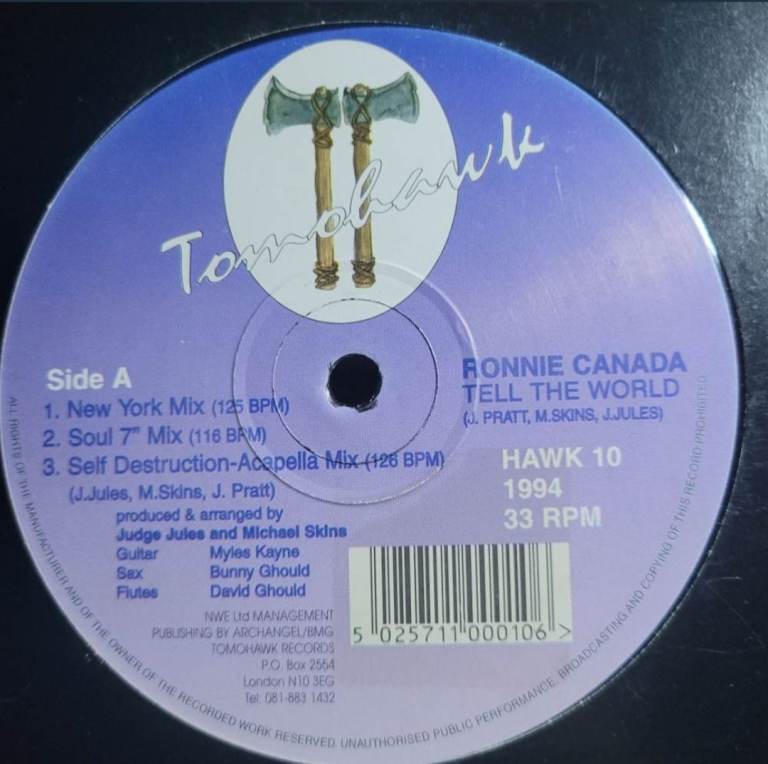 Tomohawk
Side A
1. New York Mix (125 BPM)
2. Soul 7" Mix (116 BPM)
3. Self Destruction-Acapella Mix (126 BPM)
(J.Jules, M.Skins, J. Pratt)
produced & arranged by
Judge Jules and Michael Skins
Guitar Myles Kayne
Sax Bunny Ghould
Flutes David Ghould
NWE Ltd MANAGEMENT
PUBLISHING BY ARCHANGEL/BMG
TOMOHAWK RECORDS
P.O. Box 2564
London N10 3EG
Tel: 081-883 1432
RONNIE CANADA
TELL THE WORLD
(J. PRATT, M.SKINS, J.JULES)
HAWK 10
1994
33 RPM
5 025711 000106 >
ALL RIGHTS OF THE MANUFACTURER AND OF THE OWNER OF THE RECORDED WORK RESERVED. UNAUTHORISED PUBLIC PERFORMANCE, BROADCASTING AND COPYING OF THIS RECORD PROHIBITED